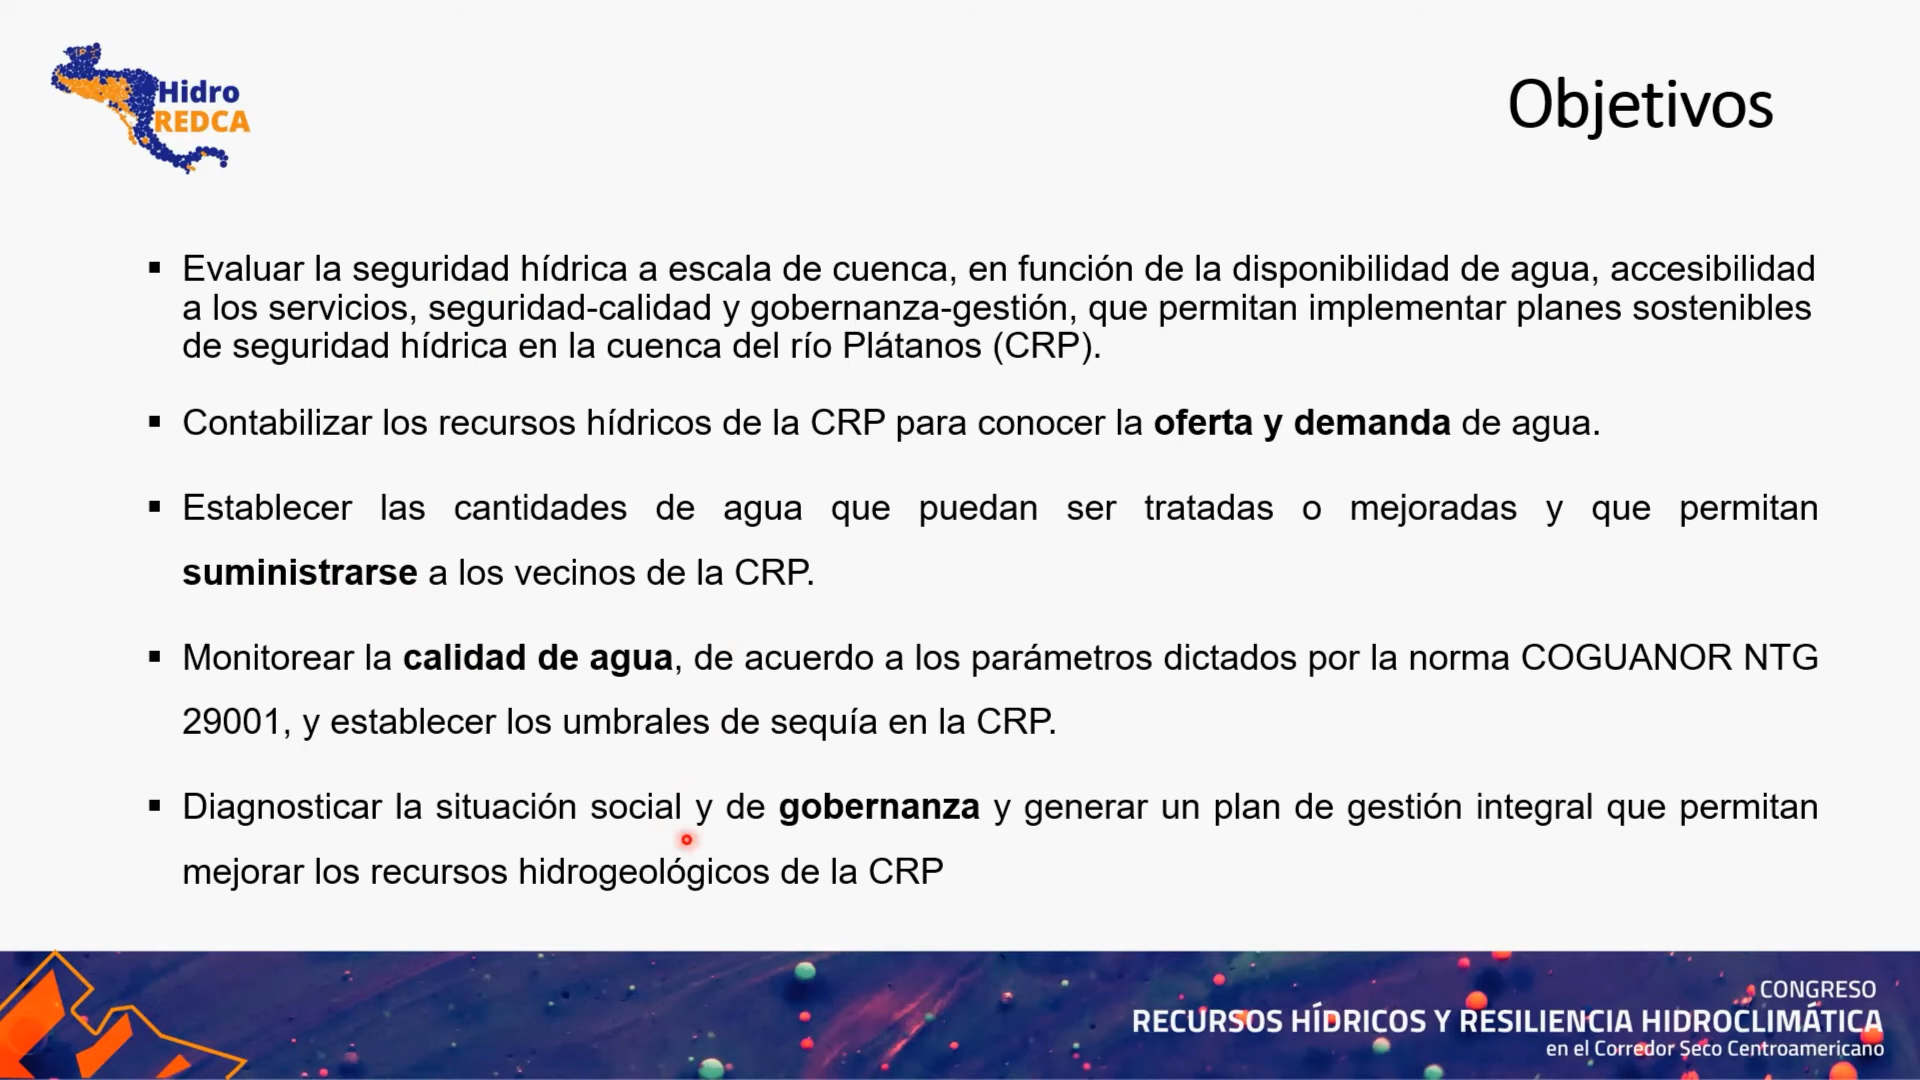 Hidro
REDCA
Objetivos
▪ Evaluar la seguridad hídrica a escala de cuenca, en función de la disponibilidad de agua, accesibilidad
a los servicios, seguridad-calidad y gobernanza-gestión, que permitan implementar planes sostenibles
de seguridad hídrica en la cuenca del río Plátanos (CRP).
▪ Contabilizar los recursos hídricos de la CRP para conocer la oferta y demanda de agua.
▪ Establecer las cantidades de agua que puedan ser tratadas o mejoradas y que permitan
suministrarse a los vecinos de la CRP.
▪ Monitorear la calidad de agua, de acuerdo a los parámetros dictados por la norma COGUANOR NTG
29001, y establecer los umbrales de sequía en la CRP.
▪ Diagnosticar la situación social y de gobernanza y generar un plan de gestión integral que permitan
mejorar los recursos hidrogeológicos de la CRP
CONGRESO
RECURSOS HÍDRICOS Y RESILIENCIA HIDROCLIMÁTICA
en el Corredor Seco Centroamericano